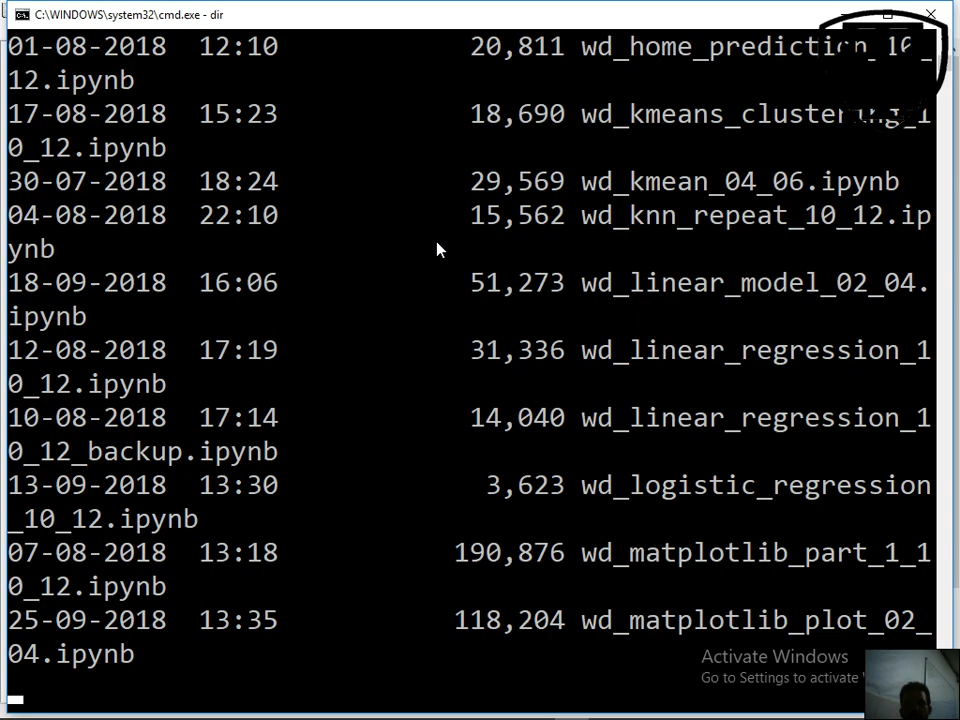 C:\WINDOWS\system32\cmd.exe - dir
01-08-2018  12:10            20,811 wd_home_prediction_10_
12.ipynb
17-08-2018  15:23            18,690 wd_kmeans_clustering_1
0_12.ipynb
30-07-2018  18:24            29,569 wd_kmean_04_06.ipynb
04-08-2018  22:10            15,562 wd_knn_repeat_10_12.ip
ynb
18-09-2018  16:06            51,273 wd_linear_model_02_04.
ipynb
12-08-2018  17:19            31,336 wd_linear_regression_1
0_12.ipynb
10-08-2018  17:14            14,040 wd_linear_regression_1
0_12_backup.ipynb
13-09-2018  13:30             3,623 wd_logistic_regression
_10_12.ipynb
07-08-2018  13:18           190,876 wd_matplotlib_part_1_1
0_12.ipynb
25-09-2018  13:35           118,204 wd_matplotlib_plot_02_
04.ipynb
Activate Windows
Go to Settings to activate